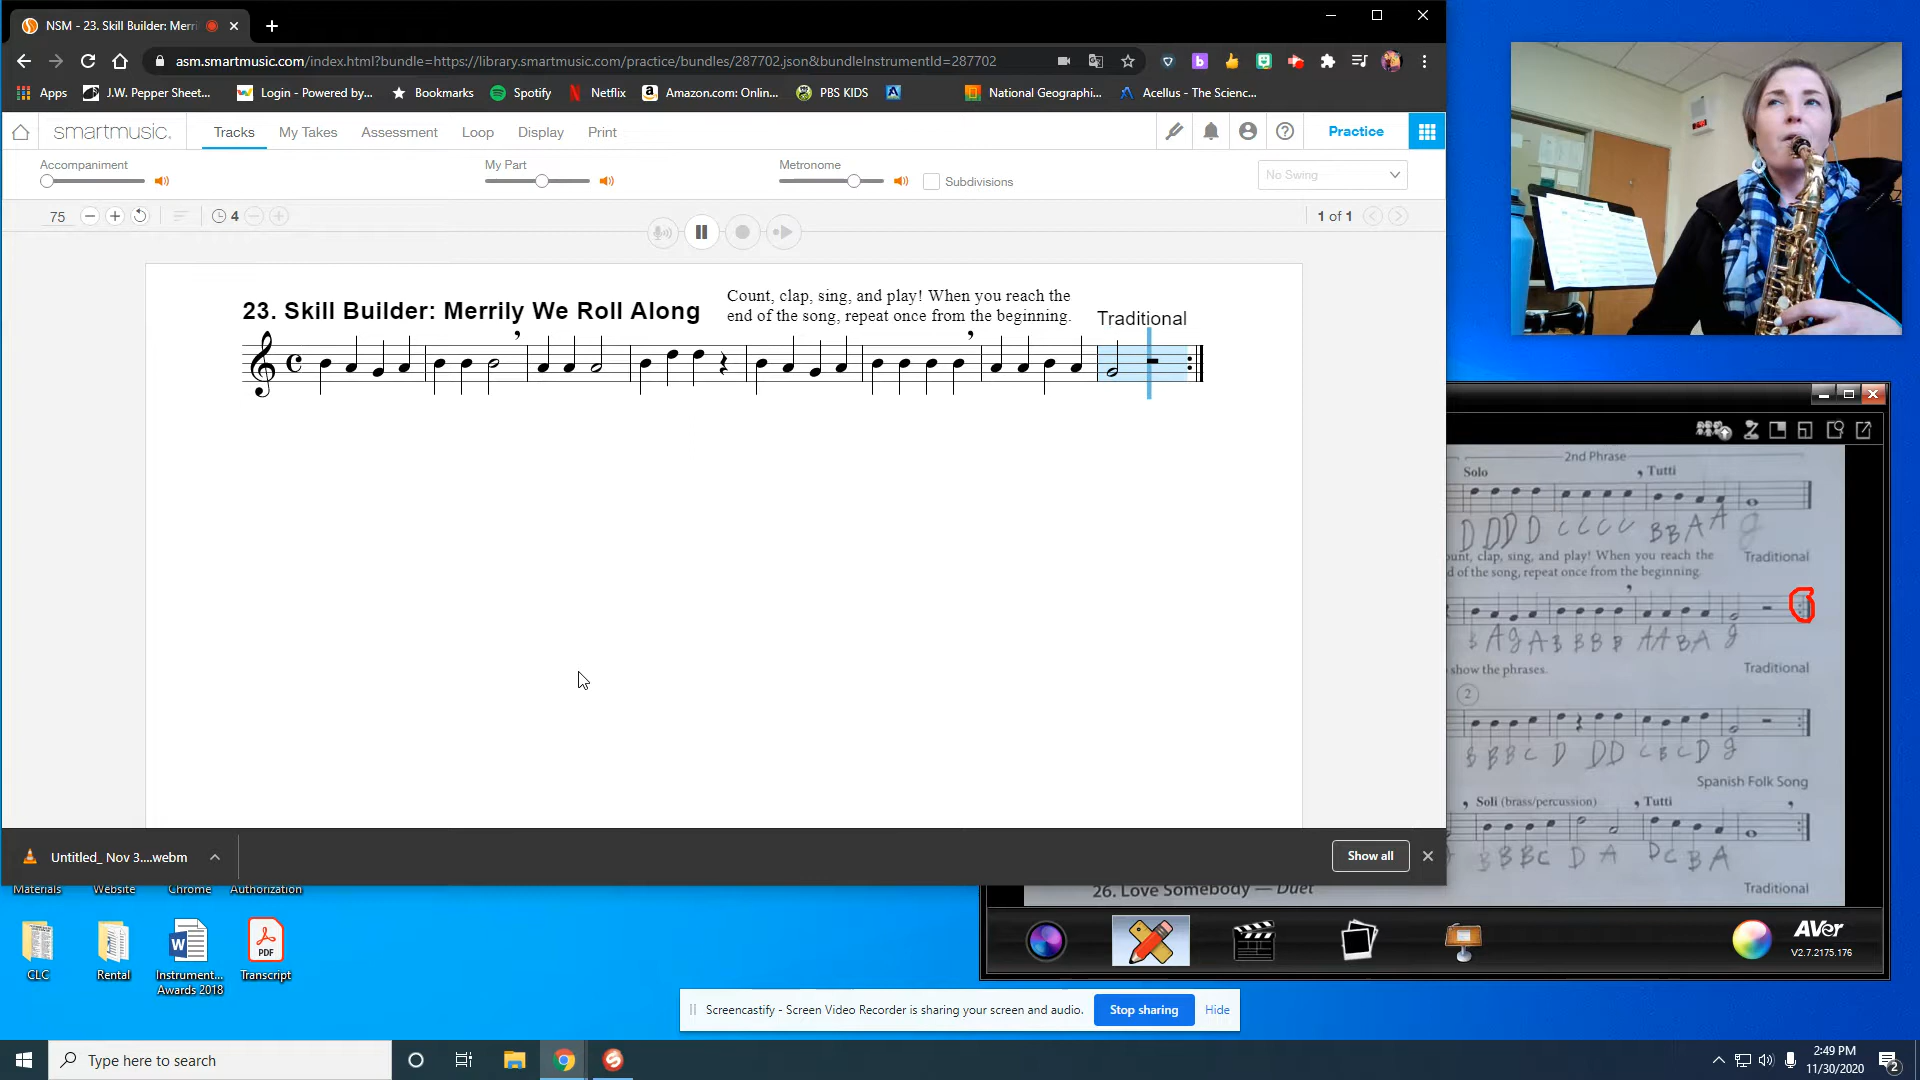 NSM - 23. Skill Builder: Merri
asm.smartmusic.com/index.html?bundle=https://library.smartmusic.com/practice/bundles/287702.json&bundleInstrumentId=287702
Apps J.W. Pepper Sheet... Login - Powered by... Bookmarks Spotify Netflix Amazon.com: Onlin... PBS KIDS National Geographi... Acellus - The Scienc...
smartmusic. Tracks My Takes Assessment Loop Display Print Practice
Accompaniment My Part Metronome Subdivisions No Swing
75 4 1 of 1
23. Skill Builder: Merrily We Roll Along
Count, clap, sing, and play! When you reach the
end of the song, repeat once from the beginning.
Traditional
2nd Phrase
Solo , Tutti
D D D D C C C C B B A A g
unt, clap, sing, and play! When you reach the
d of the song, repeat once from the beginning.
Traditional
B A g A B B B B A A B A g
show the phrases.
Traditional
2
B B B C D D D C B C D g
Spanish Folk Song
, Soli (brass/percussion) , Tutti ,
B B B C D A D C B A
26. Love Somebody — Duet
Traditional
AVer
V2.7.2175.176
Untitled_ Nov 3....webm
Show all
Materials Website Chrome Authorization
CLC Rental Instrument... Awards 2018 Transcript
PDF
Screencastify - Screen Video Recorder is sharing your screen and audio. Stop sharing Hide
Type here to search
2:49 PM
11/30/2020
2